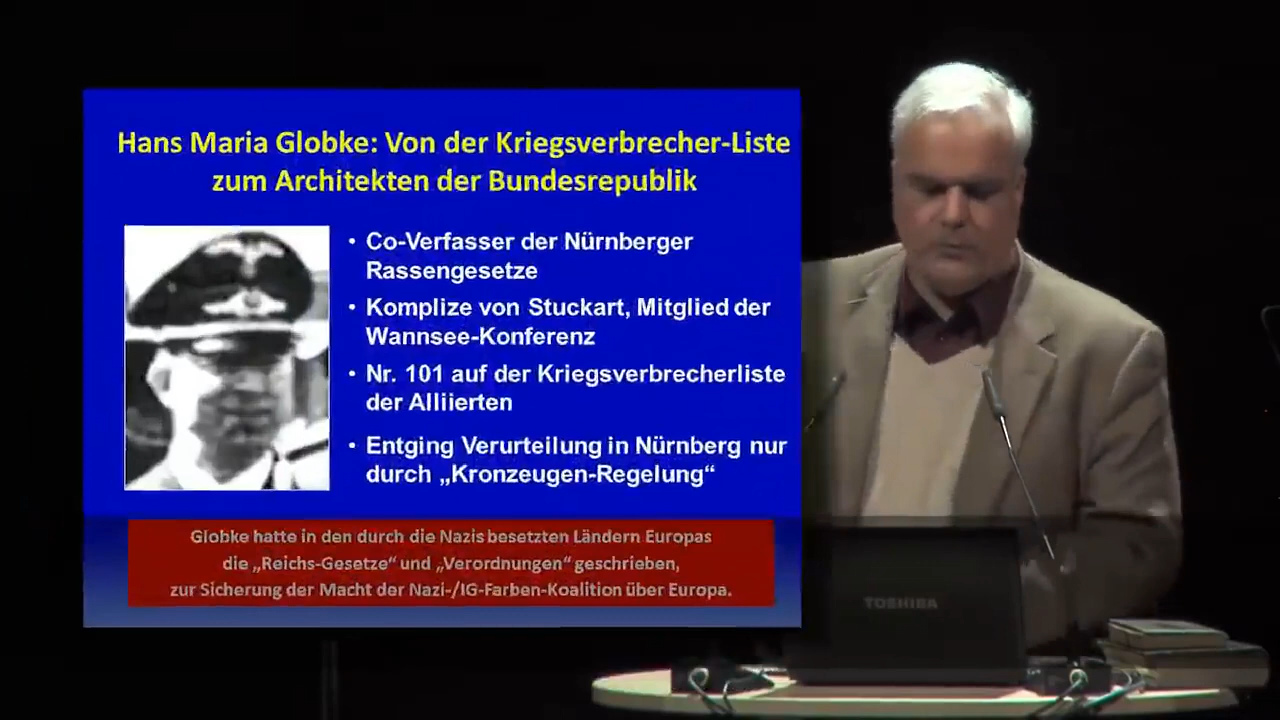 Hans Maria Globke: Von der Kriegsverbrecher-Liste
zum Architekten der Bundesrepublik
• Co-Verfasser der Nürnberger
Rassengesetze
• Komplize von Stuckart, Mitglied der
Wannsee-Konferenz
• Nr. 101 auf der Kriegsverbrecherliste
der Alliierten
• Entging Verurteilung in Nürnberg nur
durch „Kronzeugen-Regelung“
Globke hatte in den durch die Nazis besetzten Ländern Europas
die „Reichs-Gesetze“ und „Verordnungen“ geschrieben,
zur Sicherung der Macht der Nazi-/IG-Farben-Koalition über Europa.
TOSHIBA